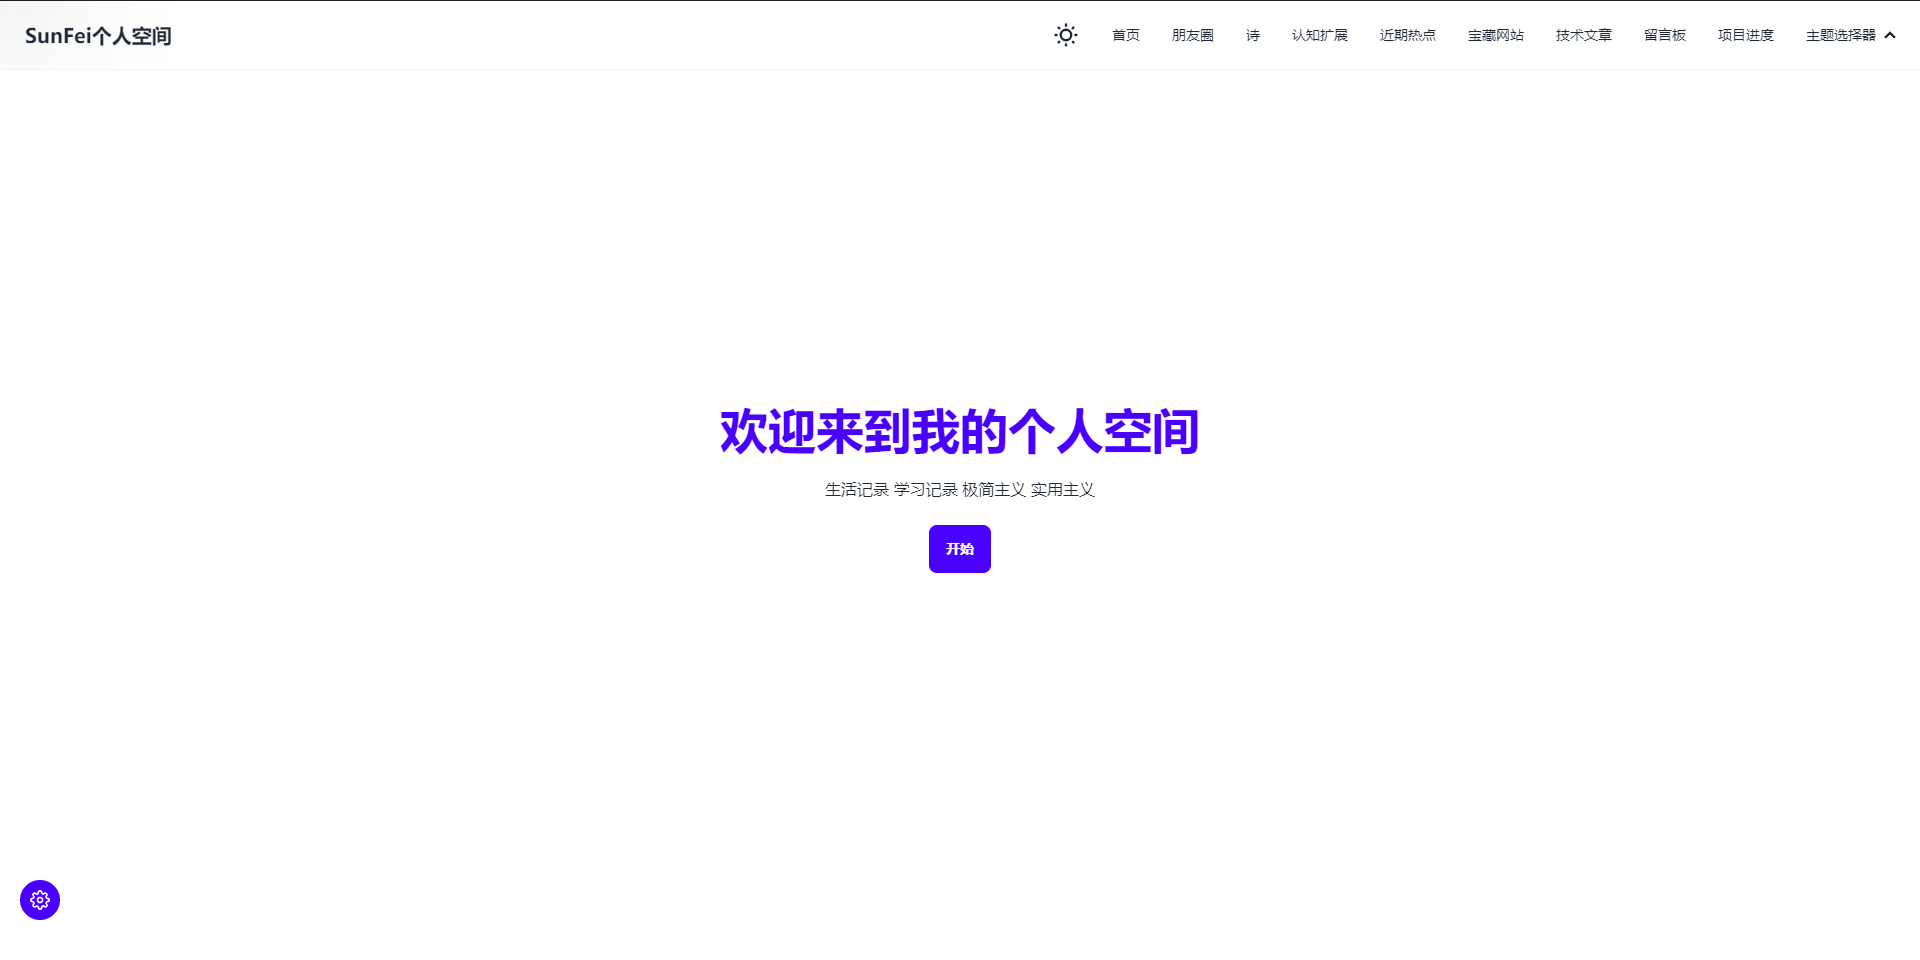 SunFei个人空间
首页 朋友圈 诗 认知扩展 近期热点 宝藏网站 技术文章 留言板 项目进度 主题选择器
欢迎来到我的个人空间
生活记录 学习记录 极简主义 实用主义
开始